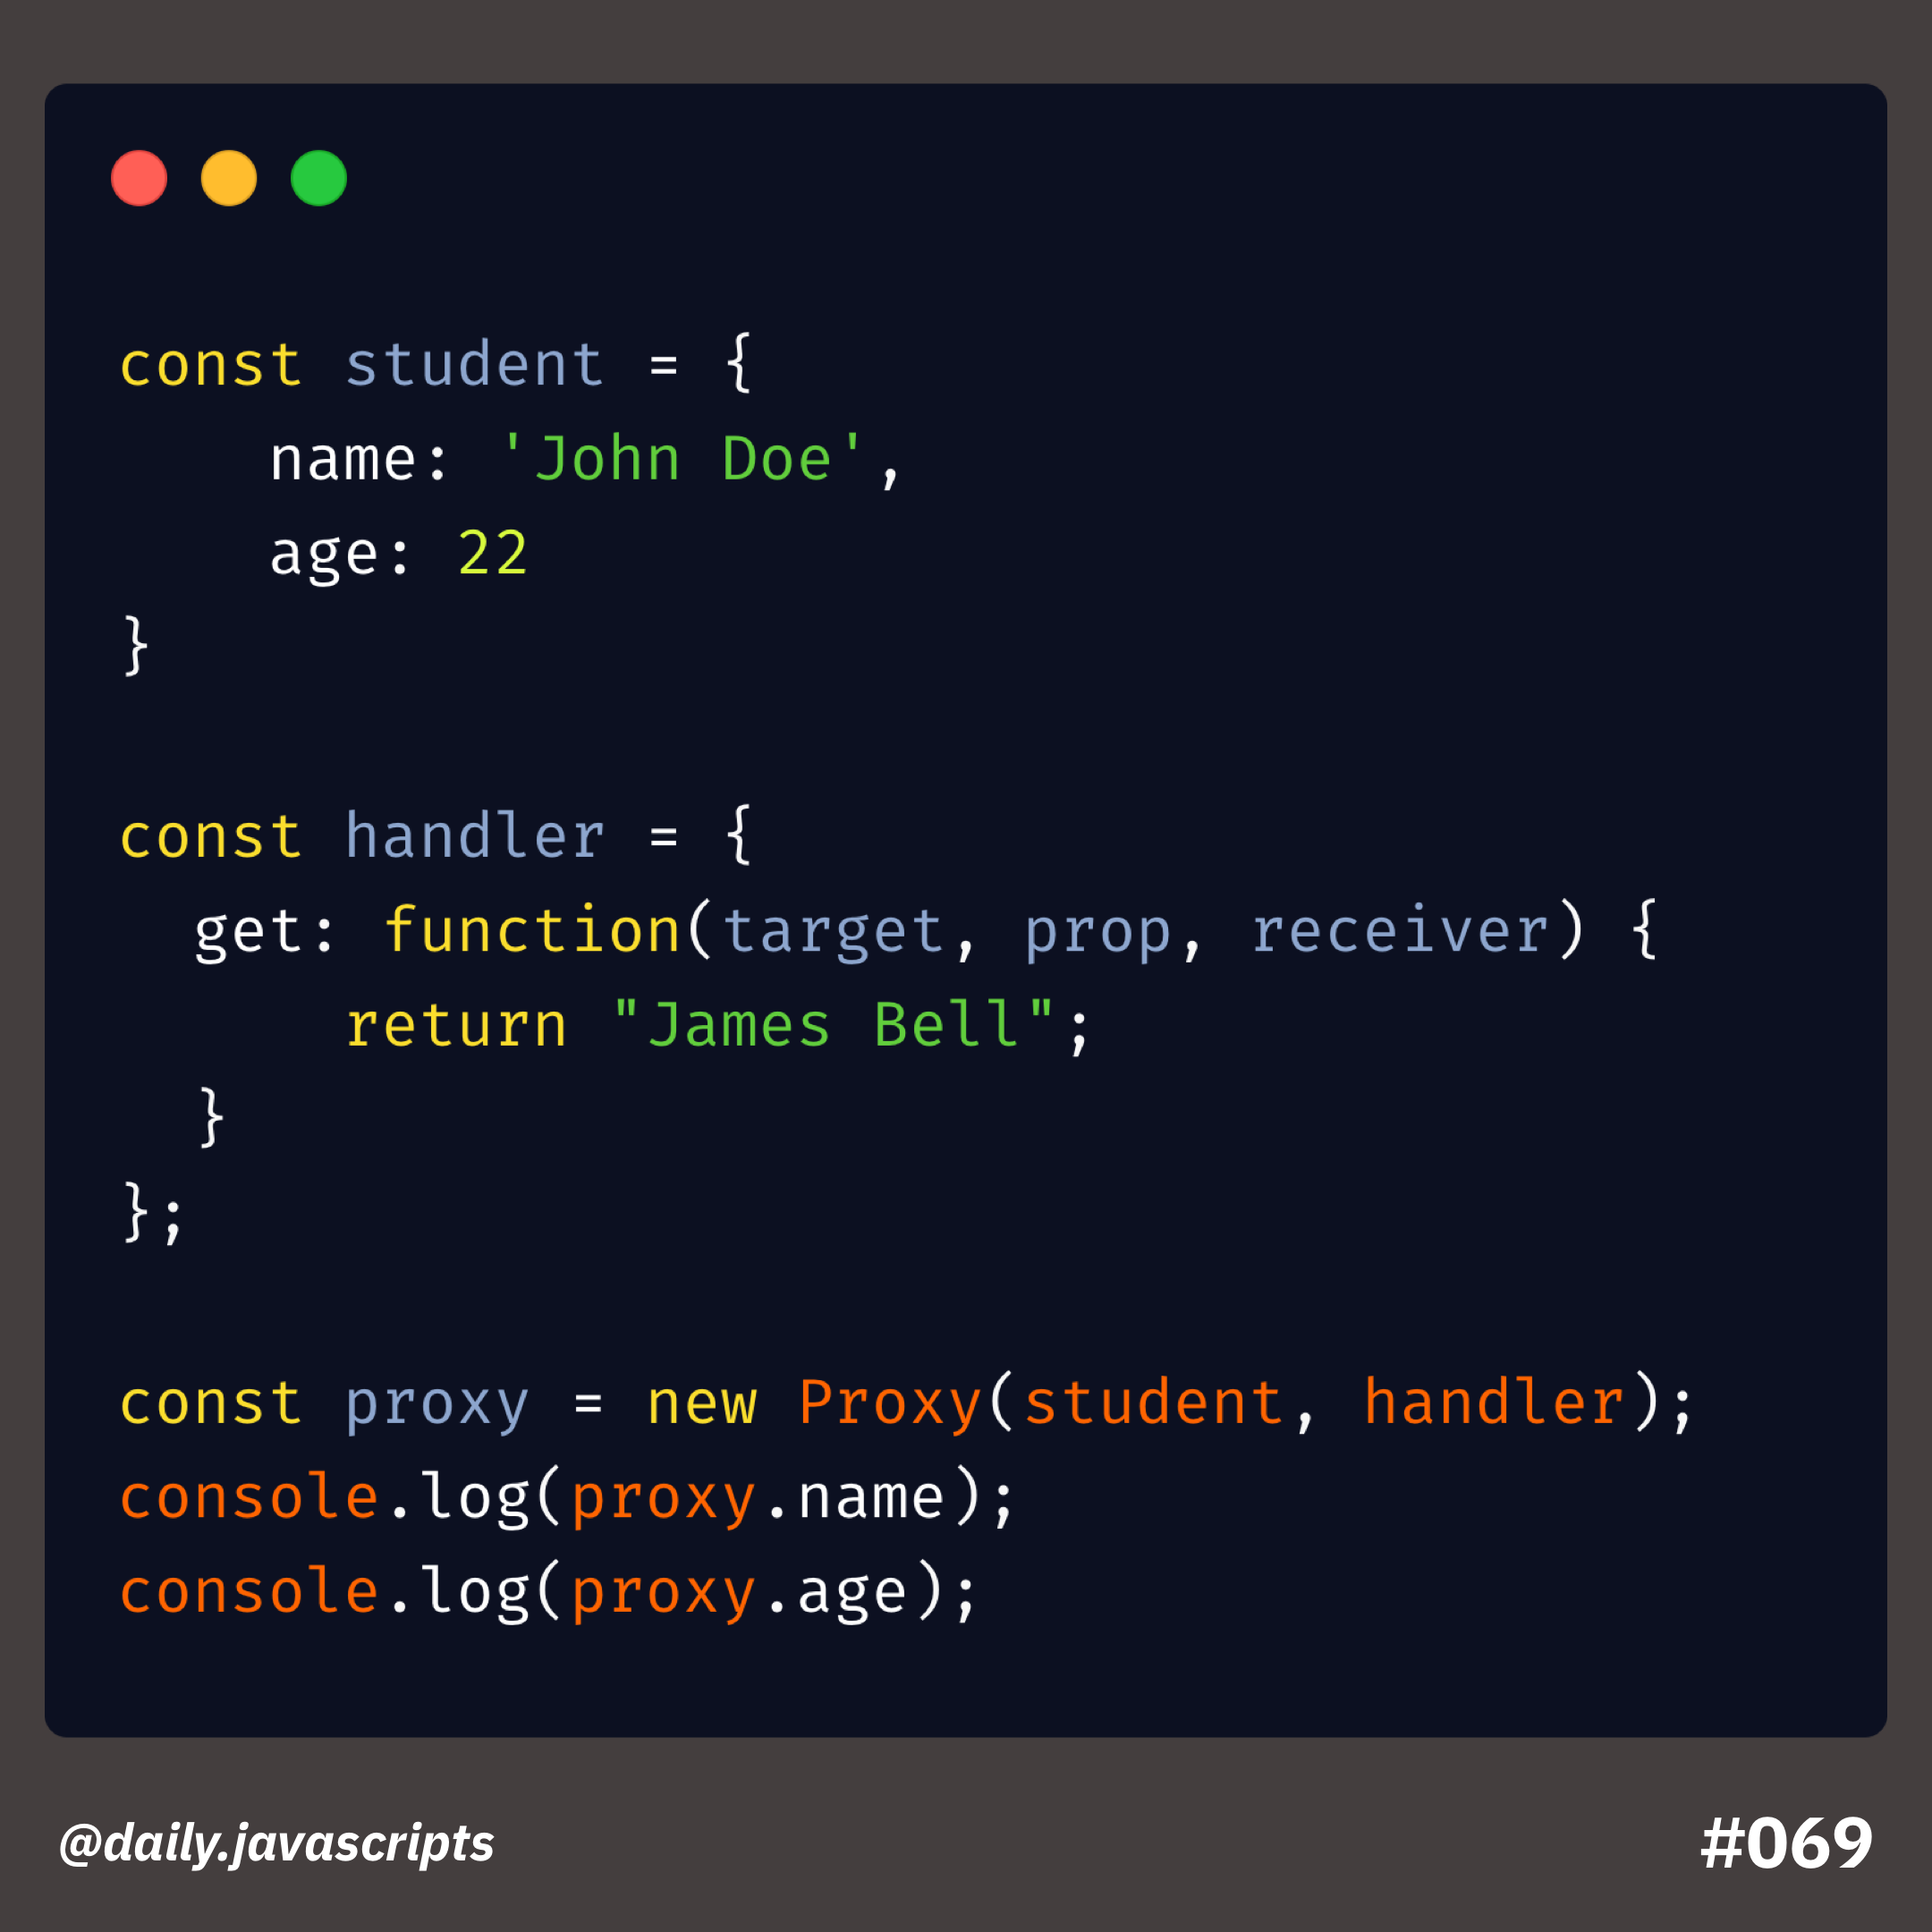 const student = {
     name: 'John Doe',
     age: 22
}

const handler = {
  get: function(target, prop, receiver) {
      return "James Bell";
  }
};

const proxy = new Proxy(student, handler);
console.log(proxy.name);
console.log(proxy.age);
@daily.javascripts
#069